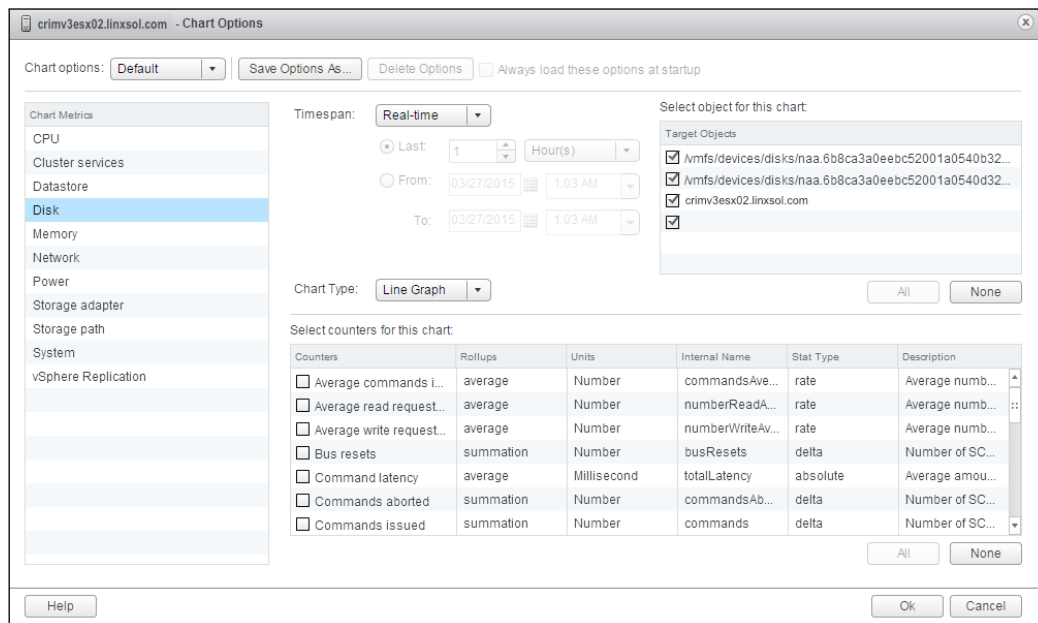 crimv3esx02.linxsol.com - Chart Options
Chart options: Default Save Options As... Delete Options Always load these options at startup
Chart Metrics
CPU
Cluster services
Datastore
Disk
Memory
Network
Power
Storage adapter
Storage path
System
vSphere Replication
Timespan: Real-time
Last: 1 Hour(s)
From: 03/27/2015 1:03 AM
To: 03/27/2015 1:03 AM
Chart Type: Line Graph
Select object for this chart:
Target Objects
/vmfs/devices/disks/naa.6b8ca3a0eebc52001a0540b32...
/vmfs/devices/disks/naa.6b8ca3a0eebc52001a0540d32...
crimv3esx02.linxsol.com
All None
Select counters for this chart:
Counters Rollups Units Internal Name Stat Type Description
Average commands i... average Number commandsAve... rate Average numb...
Average read request... average Number numberReadA... rate Average numb...
Average write request... average Number numberWriteAv... rate Average numb...
Bus resets summation Number busResets delta Number of SC...
Command latency average Millisecond totalLatency absolute Average amou...
Commands aborted summation Number commandsAb... delta Number of SC...
Commands issued summation Number commands delta Number of SC...
All None
Help Ok Cancel